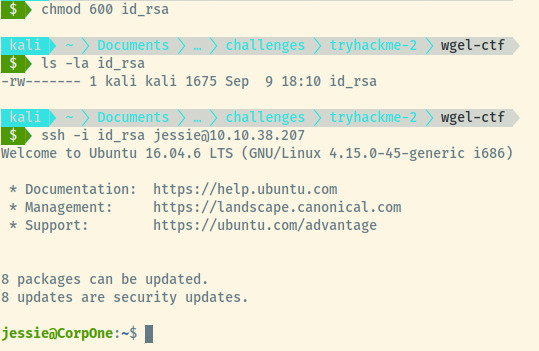 $ chmod 600 id_rsa
kali ~ Documents … challenges tryhackme-2 wgel-ctf
$ ls -la id_rsa
-rw------- 1 kali kali 1675 Sep  9 18:10 id_rsa
kali ~ Documents … challenges tryhackme-2 wgel-ctf
$ ssh -i id_rsa jessie@10.10.38.207
Welcome to Ubuntu 16.04.6 LTS (GNU/Linux 4.15.0-45-generic i686)
* Documentation:  https://help.ubuntu.com
* Management:     https://landscape.canonical.com
* Support:        https://ubuntu.com/advantage
8 packages can be updated.
8 updates are security updates.
jessie@CorpOne:~$